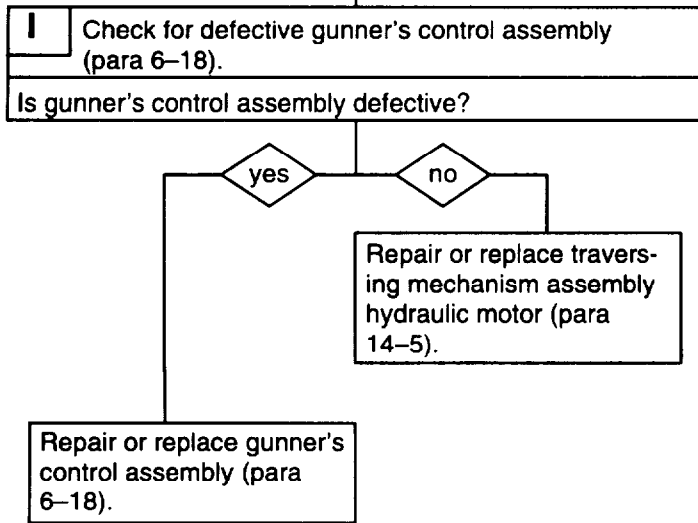 I
Check for defective gunner's control assembly
(para 6–18).
Is gunner's control assembly defective?
yes
no
Repair or replace travers-
ing mechanism assembly
hydraulic motor (para
14–5).
Repair or replace gunner's
control assembly (para
6–18).